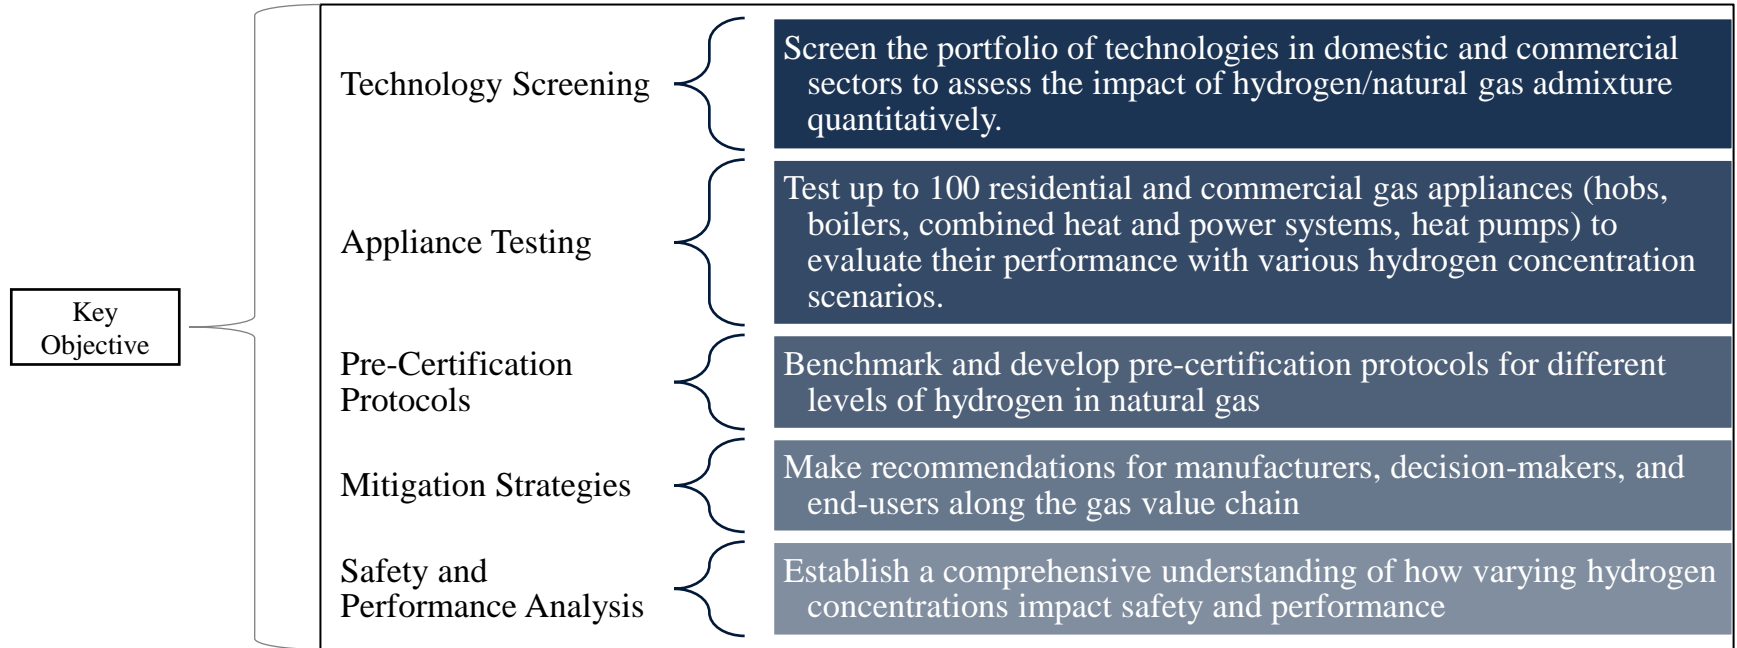 Key
Objective
Technology Screening
Screen the portfolio of technologies in domestic and commercial
sectors to assess the impact of hydrogen/natural gas admixture
quantitatively.
Appliance Testing
Test up to 100 residential and commercial gas appliances (hobs,
boilers, combined heat and power systems, heat pumps) to
evaluate their performance with various hydrogen concentration
scenarios.
Pre-Certification
Protocols
Benchmark and develop pre-certification protocols for different
levels of hydrogen in natural gas
Mitigation Strategies
Make recommendations for manufacturers, decision-makers, and
end-users along the gas value chain
Safety and
Performance Analysis
Establish a comprehensive understanding of how varying hydrogen
concentrations impact safety and performance